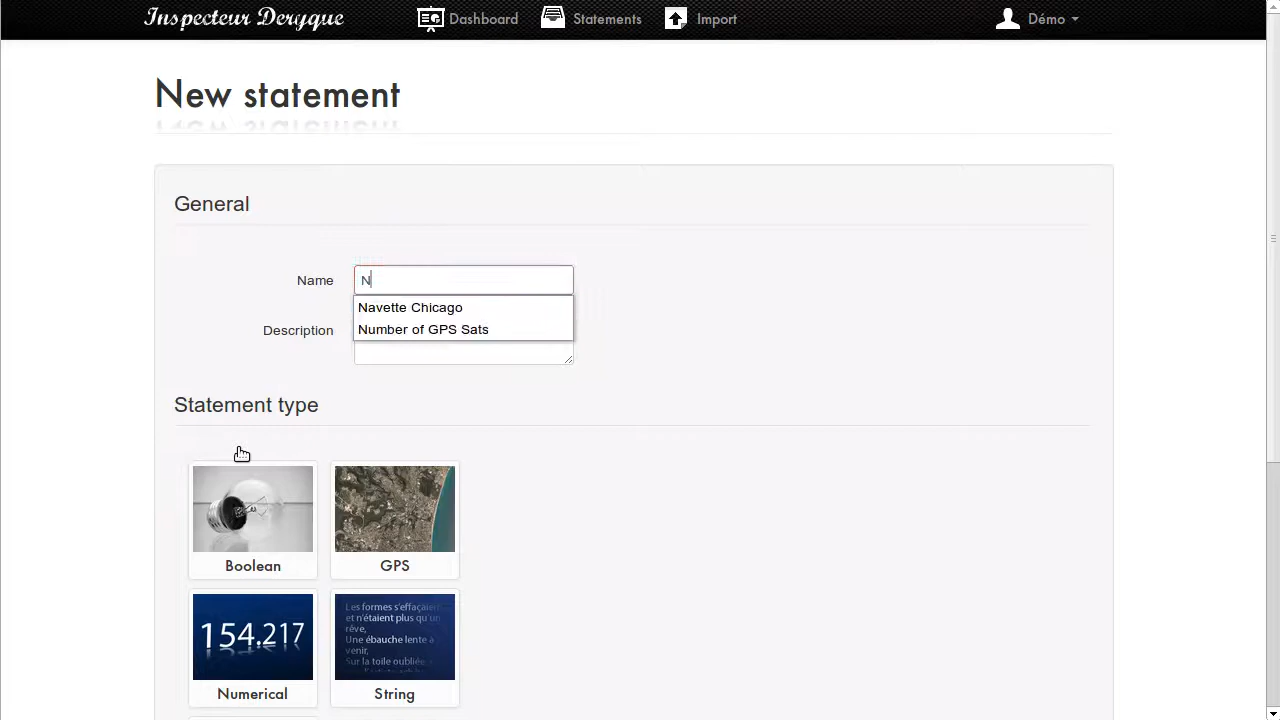 Inspecteur Deryque
Dashboard
Statements
Import
Démo
New statement
General
Name
N
Navette Chicago
Number of GPS Sats
Description
Statement type
Boolean
GPS
154.217
Les formes s'effaçaien
et n'étaient plus qu'un
rêve,
Une ébauche lente à
venir,
Sur la toile oubliée,
Numerical
String